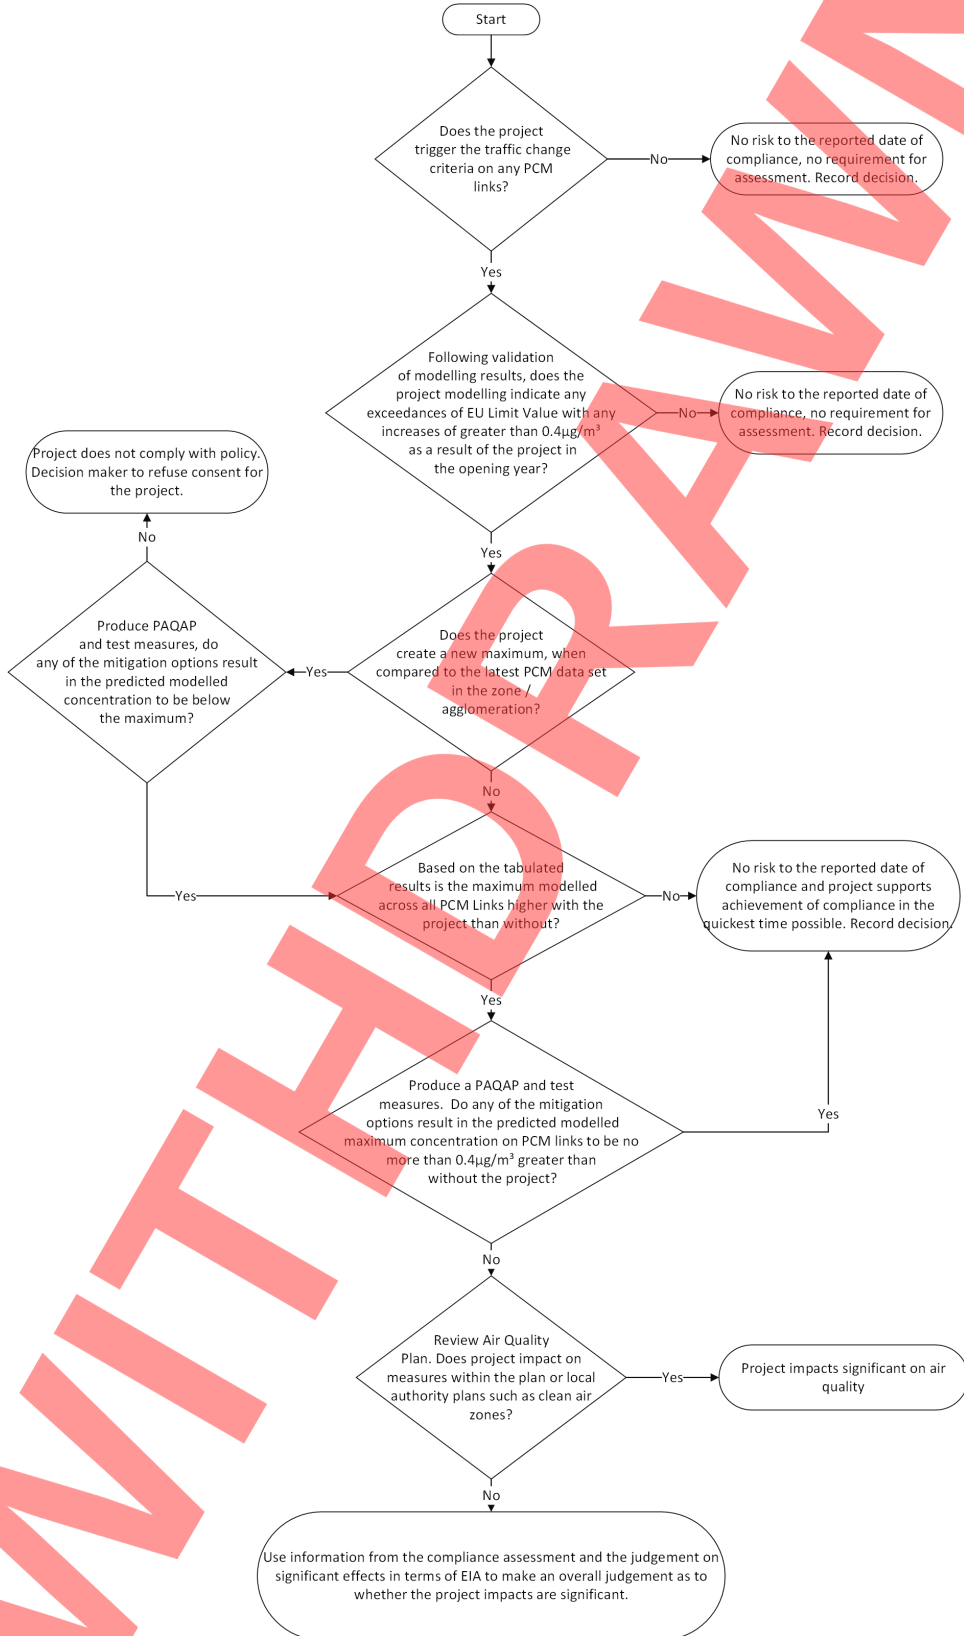 Start
Does the project
trigger the traffic change
criteria on any PCM
links?
No
No risk to the reported date of
compliance, no requirement for
assessment. Record decision.
Yes
Following validation
of modelling results, does the
project modelling indicate any
exceedances of EU Limit Value with any
increases of greater than 0.4µg/m³
as a result of the project in
the opening year?
No
No risk to the reported date of
compliance, no requirement for
assessment. Record decision.
Project does not comply with policy.
Decision maker to refuse consent for
the project.
No
Yes
Produce PAQAP
and test measures, do
any of the mitigation options result
in the predicted modelled
concentration to be below
the maximum?
Yes
Does the project
create a new maximum, when
compared to the latest PCM data set
in the zone /
agglomeration?
No
Yes
Based on the tabulated
results is the maximum modelled
across all PCM Links higher with the
project than without?
No
No risk to the reported date of
compliance and project supports
achievement of compliance in the
quickest time possible. Record decision.
Yes
Produce a PAQAP and test
measures. Do any of the mitigation
options result in the predicted modelled
maximum concentration on PCM links to be no
more than 0.4µg/m³ greater than
without the project?
Yes
No
Review Air Quality
Plan. Does project impact on
measures within the plan or local
authority plans such as clean air
zones?
Yes
Project impacts significant on air
quality
No
Use information from the compliance assessment and the judgement on
significant effects in terms of EIA to make an overall judgement as to
whether the project impacts are significant.
WITHDRAWN